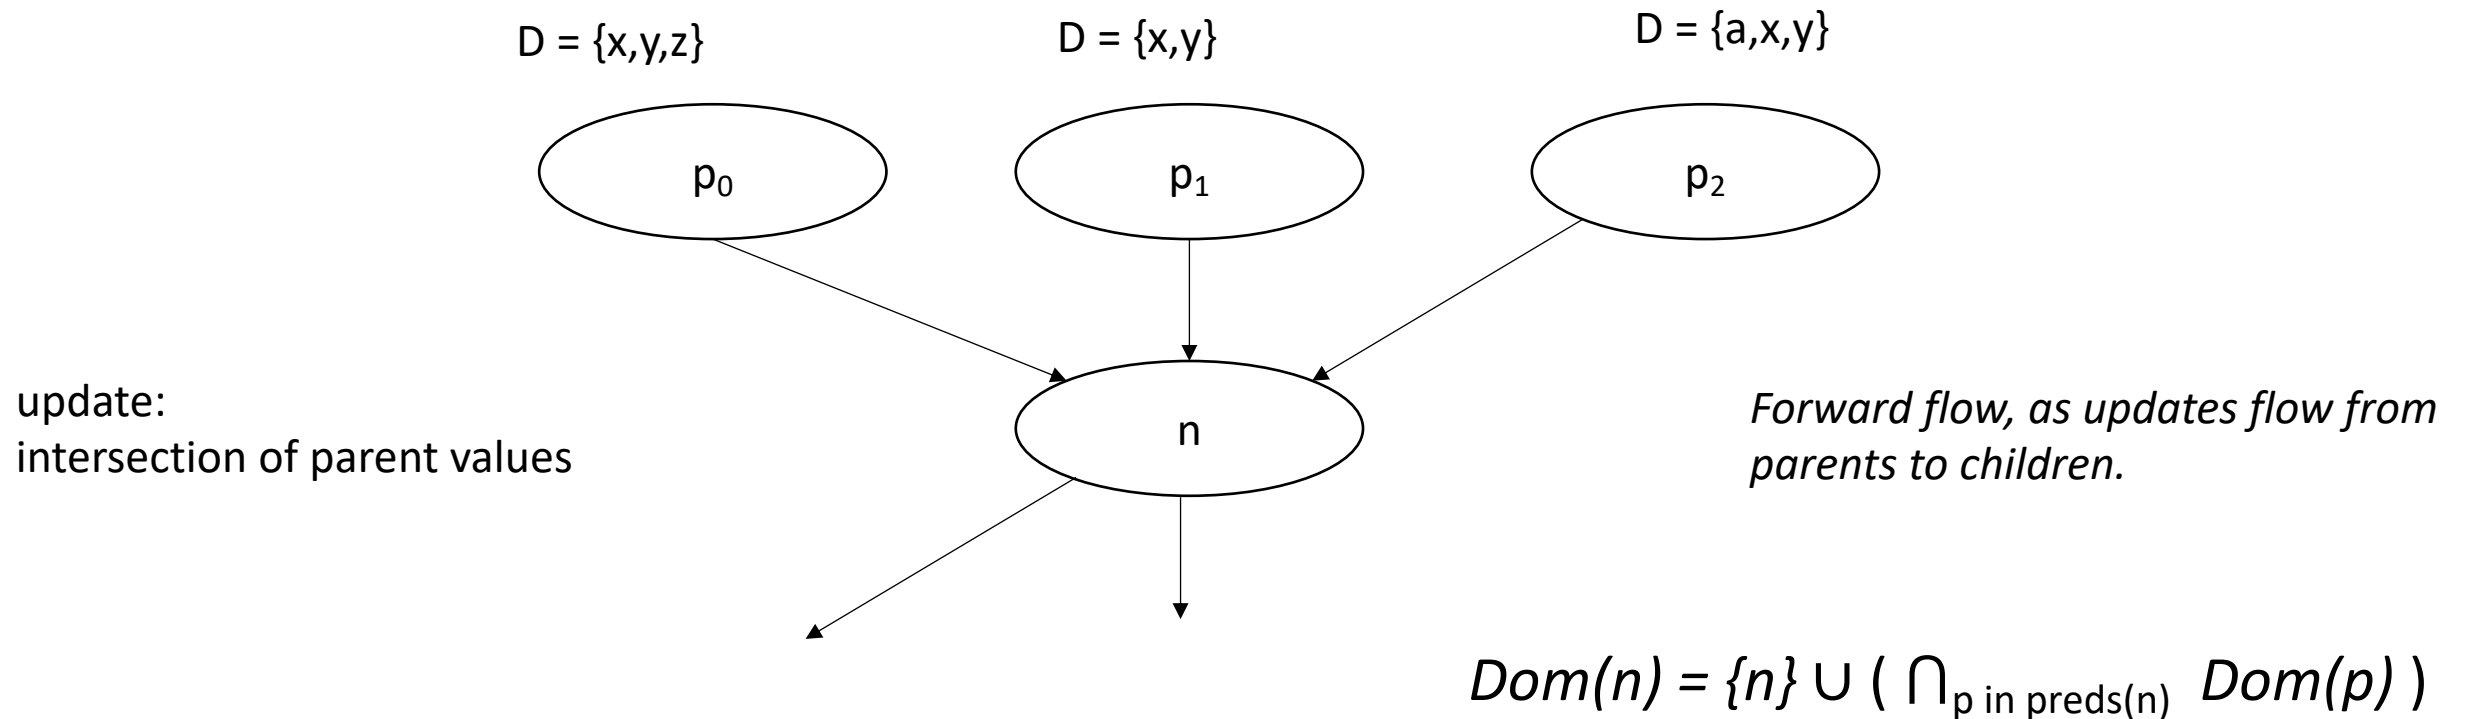 D = {x,y,z}
D = {x,y}
D = {a,x,y}
p₀
p₁
p₂
n
update:
intersection of parent values
Forward flow, as updates flow from
parents to children.
Dom(n) = {n} ∪ ( ⋂ₚ ᵢₙ ₚᵣₑdₛ₍ₙ₎ Dom(p) )